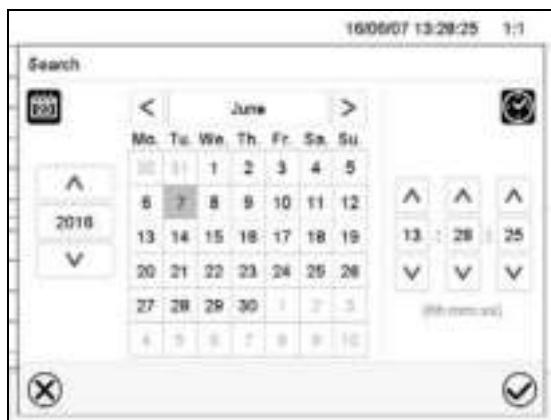 16/06/07 13:28:25 1:1
Search
< June >
Mo. Tu. We. Th. Fr. Sa. Su.
30 31 1 2 3 4 5
6 7 8 9 10 11 12
2016
13 14 15 16 17 18 19
13 : 28 : 25
20 21 22 23 24 25 26
27 28 29 30 1 2 3
4 5 6 7 8 9 10